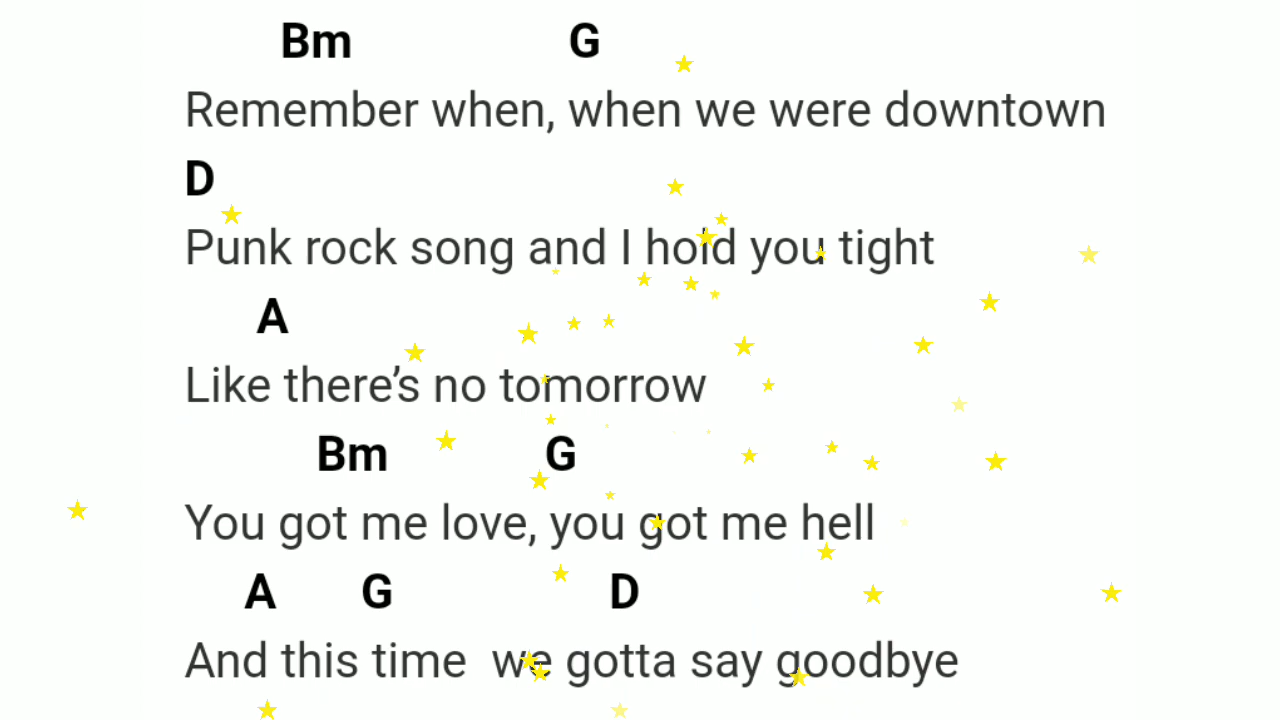 Bm G
Remember when, when we were downtown
D
Punk rock song and I hold you tight
A
Like there’s no tomorrow
Bm G
You got me love, you got me hell
A G D
And this time we gotta say goodbye